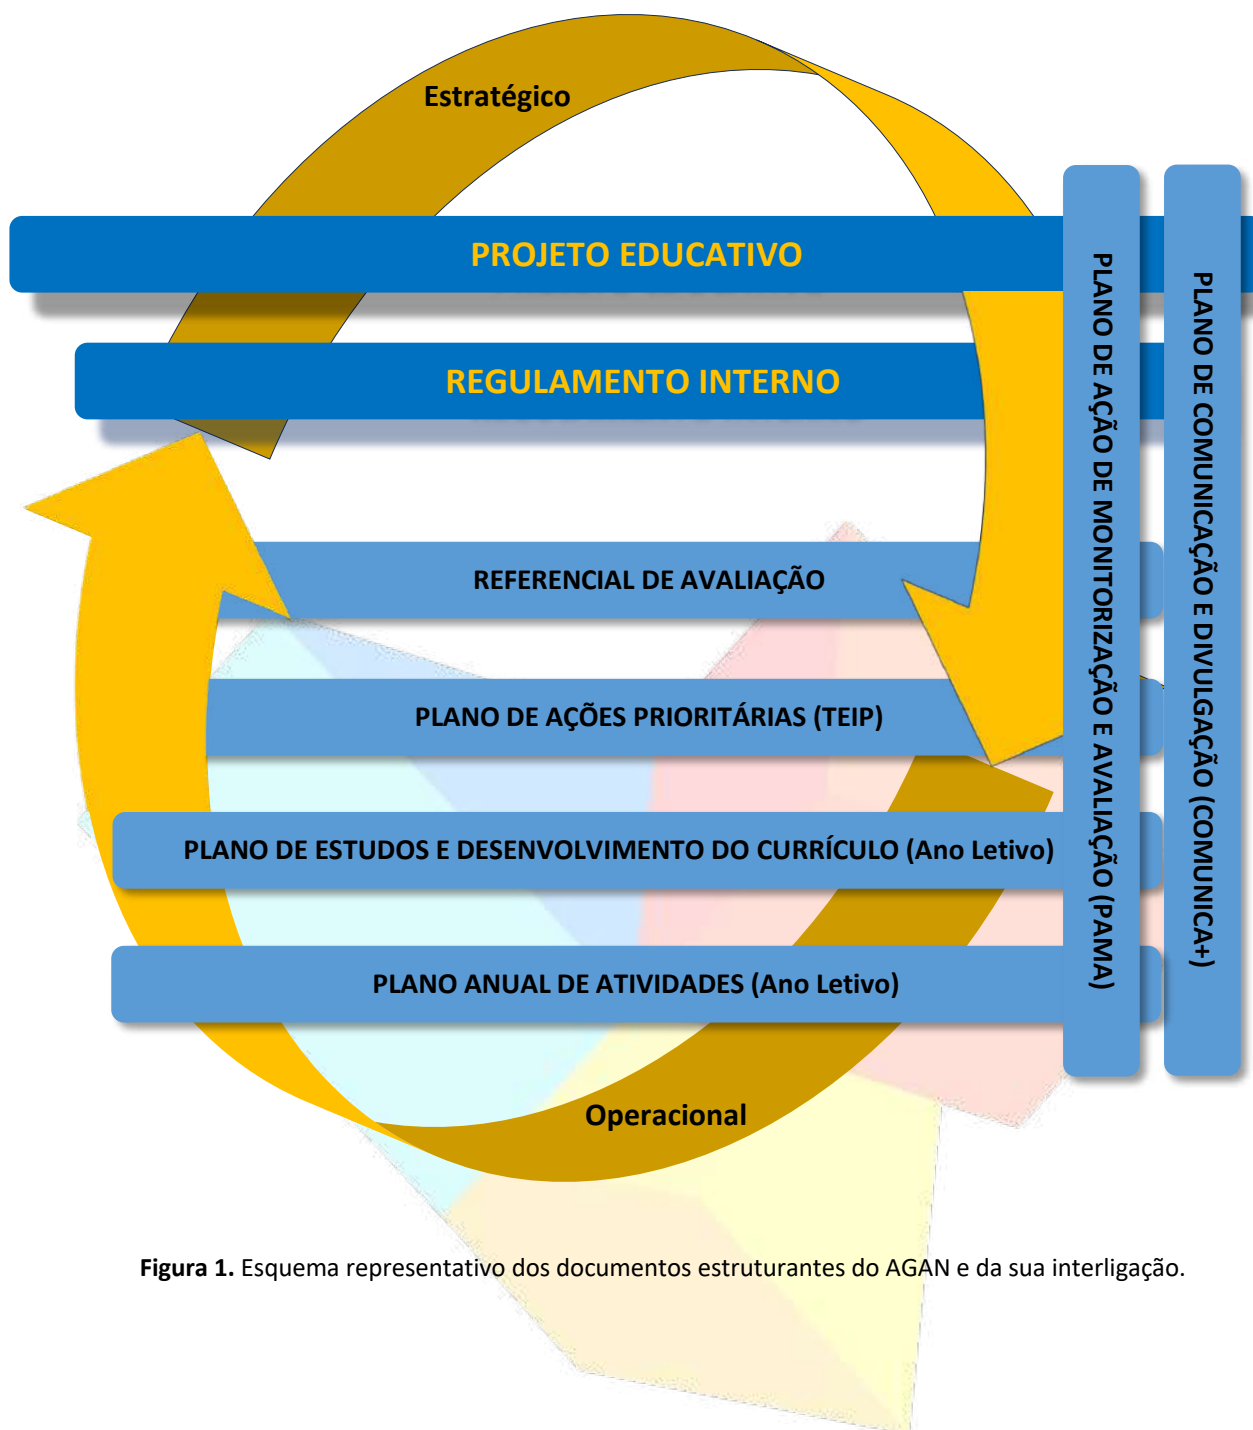 Estratégico
PROJETO EDUCATIVO
REGULAMENTO INTERNO
REFERENCIAL DE AVALIAÇÃO
PLANO DE AÇÕES PRIORITÁRIAS (TEIP)
PLANO DE ESTUDOS E DESENVOLVIMENTO DO CURRÍCULO (Ano Letivo)
PLANO ANUAL DE ATIVIDADES (Ano Letivo)
Operacional
PLANO DE AÇÃO DE MONITORIZAÇÃO E AVALIAÇÃO (PAMA)
PLANO DE COMUNICAÇÃO E DIVULGAÇÃO (COMUNICA+)
Figura 1. Esquema representativo dos documentos estruturantes do AGAN e da sua interligação.